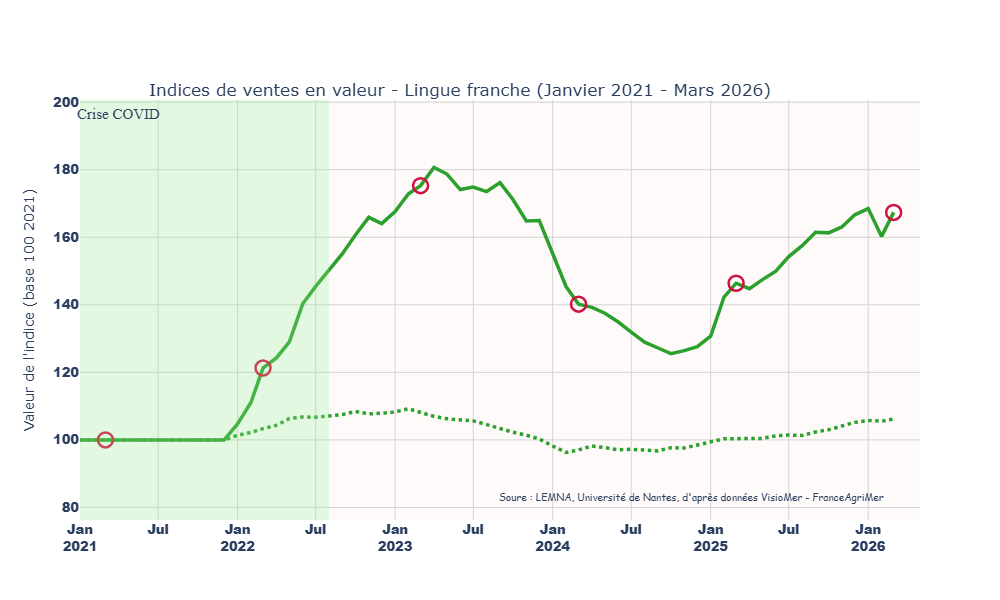 Indices de ventes en valeur - Lingue franche (Janvier 2021 - Mars 2026)
Crise COVID
Valeur de l'indice (base 100 2021)
200
180
160
140
120
100
80
Soure : LEMNA, Université de Nantes, d'après données VisioMer - FranceAgriMer
Jan Jul Jan Jul Jan Jul Jan Jul Jan Jul Jan
2021 2022 2023 2024 2025 2026